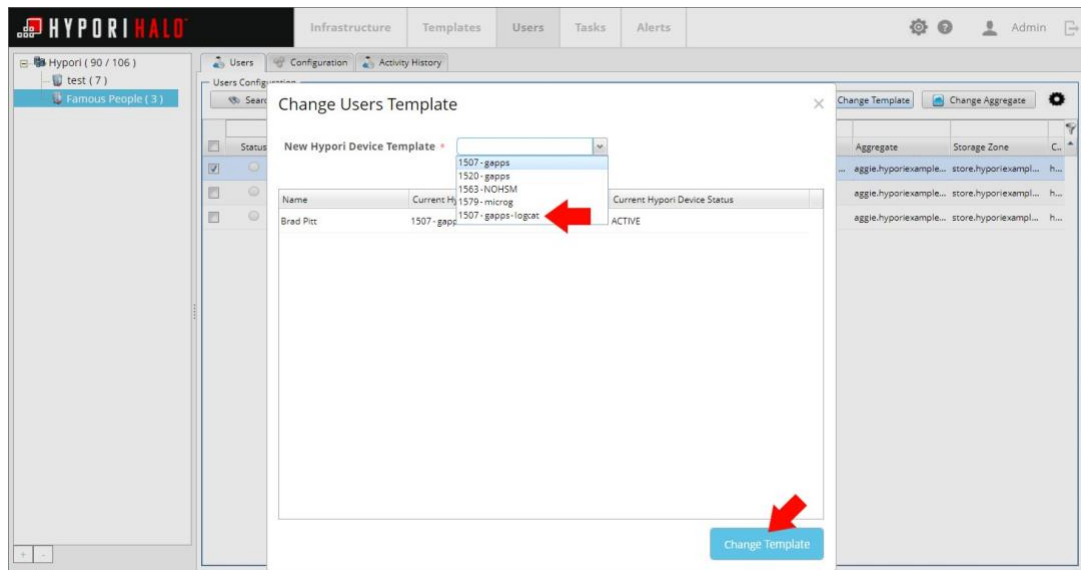 HYPORI HALO
Infrastructure Templates Users Tasks Alerts Admin
Hypori ( 90 / 106 )
test ( 7 )
Famous People ( 3 )
Users Configuration Activity History
Change Template Change Aggregate
Change Users Template
New Hypori Device Template *
1507 - gapps
1520 - gapps
1563 - NOHSM
1579 - microg
1507 - gapps-logcat
Status Aggregate Storage Zone C..
... aggie.hyporiexample... store.hyporiexampl... h...
aggie.hyporiexample... store.hyporiexampl... h...
aggie.hyporiexample... store.hyporiexampl... h...
Name Current Hypori Device Status
Brad Pitt 1507 - gapp ACTIVE
Change Template